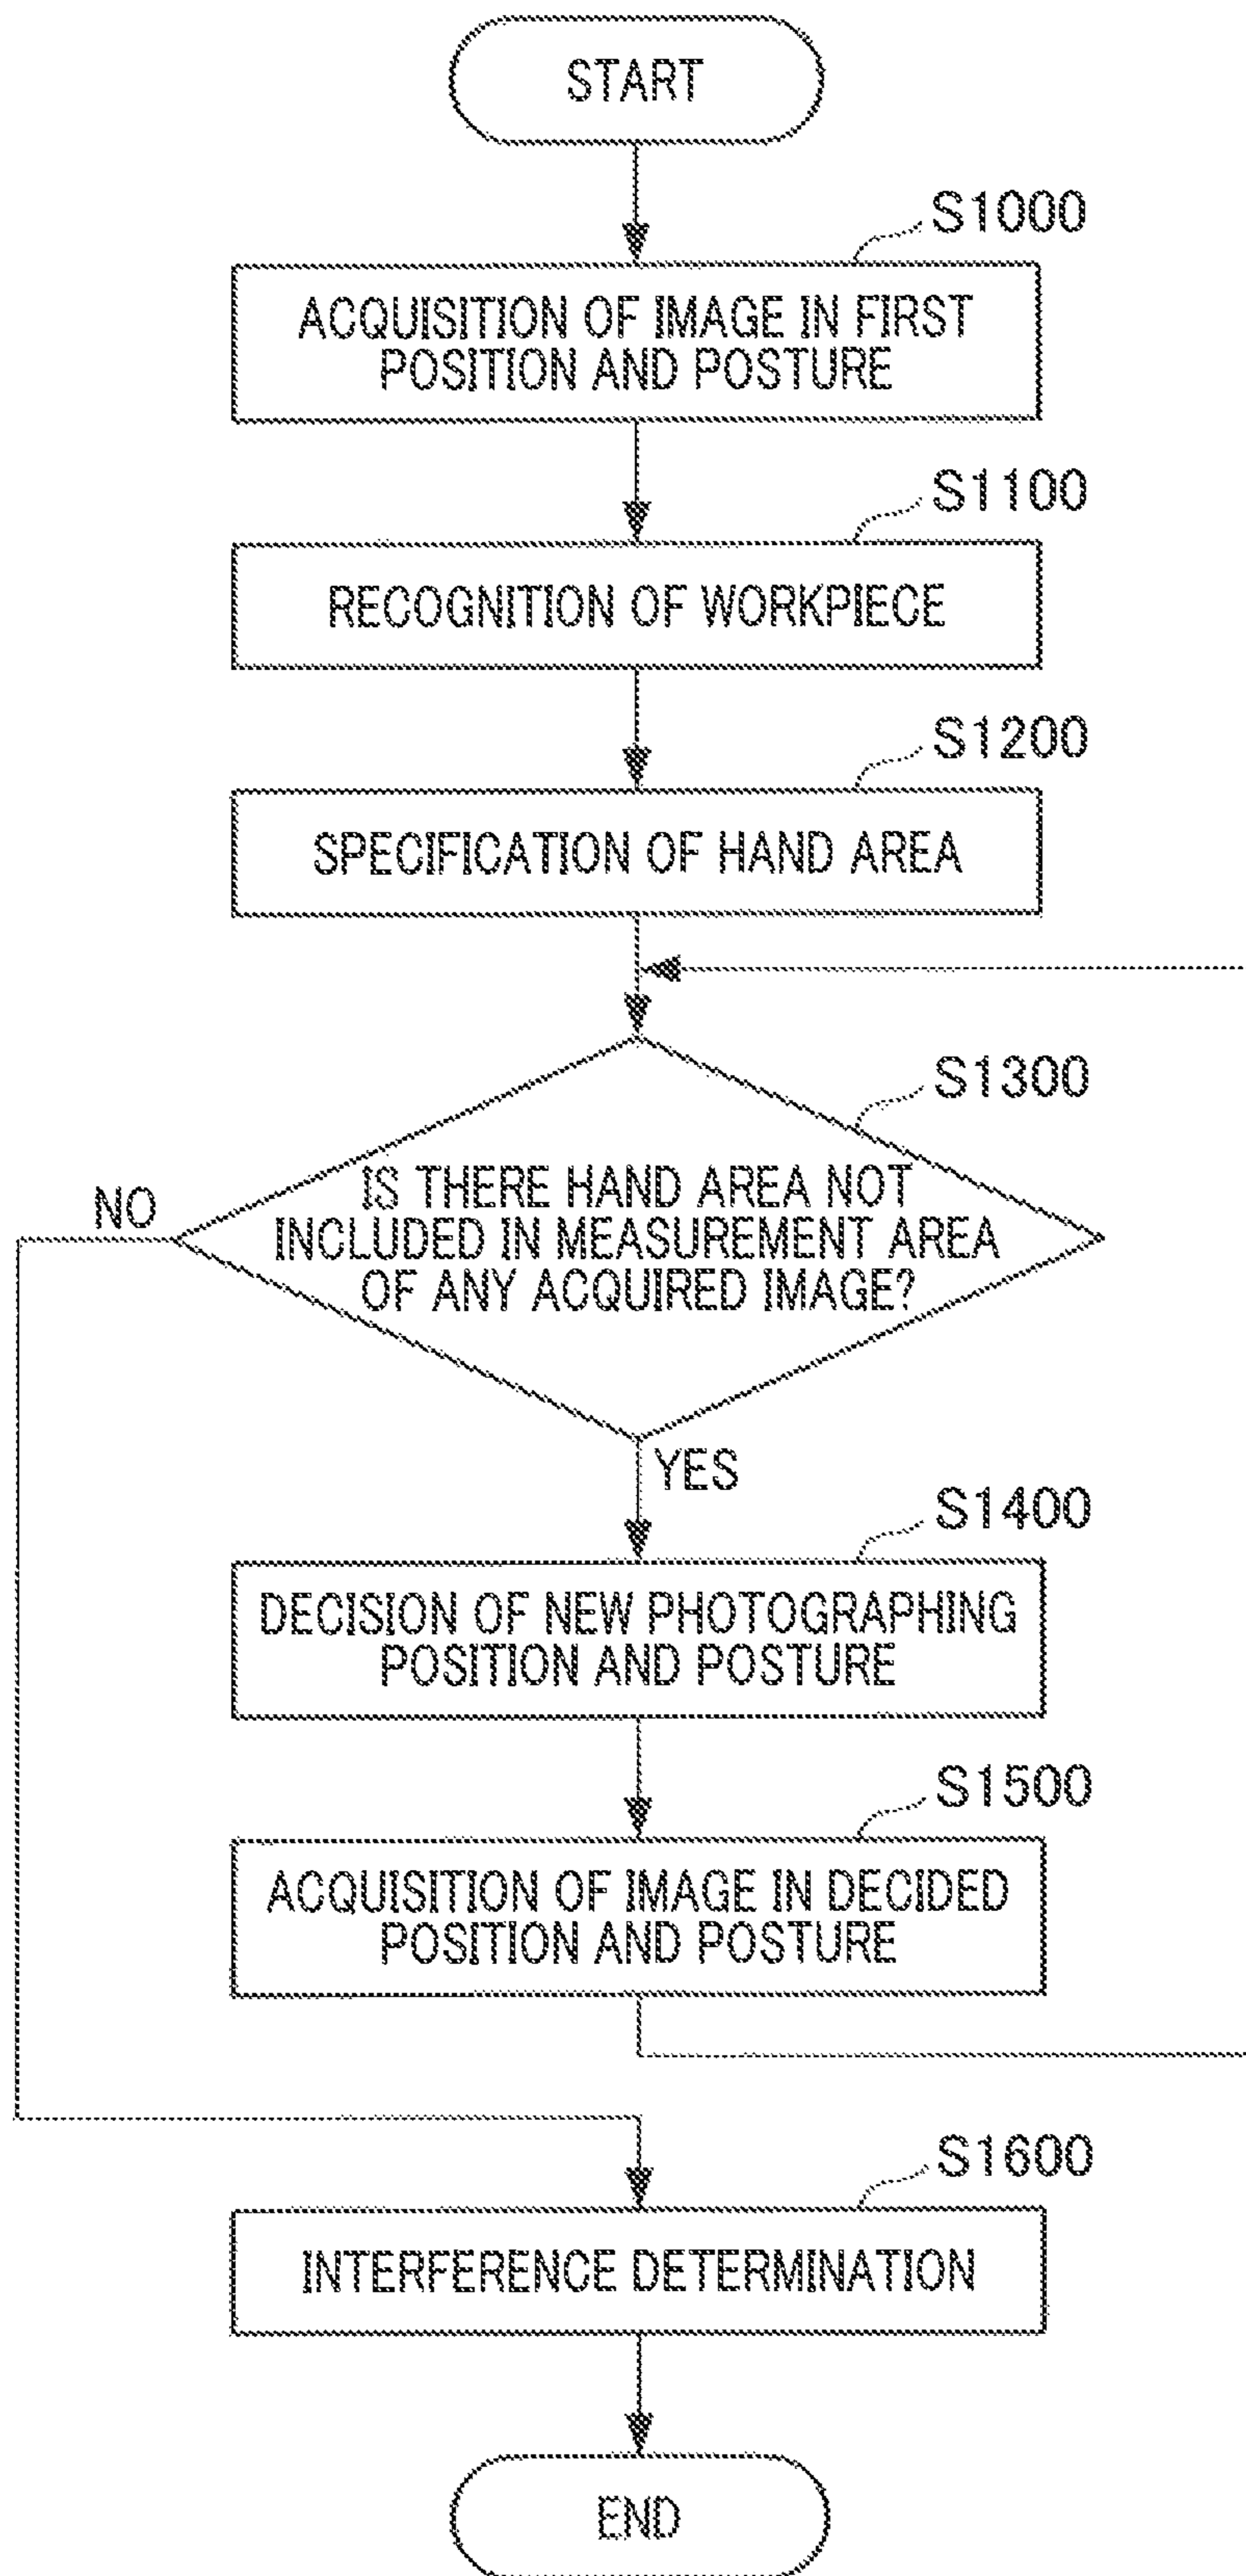 START
S1000
ACQUISITION OF IMAGE IN FIRST
POSITION AND POSTURE
S1100
RECOGNITION OF WORKPIECE
S1200
SPECIFICATION OF HAND AREA
S1300
IS THERE HAND AREA NOT
INCLUDED IN MEASUREMENT AREA
OF ANY ACQUIRED IMAGE?
NO
YES
S1400
DECISION OF NEW PHOTOGRAPHING
POSITION AND POSTURE
S1500
ACQUISITION OF IMAGE IN DECIDED
POSITION AND POSTURE
S1600
INTERFERENCE DETERMINATION
END